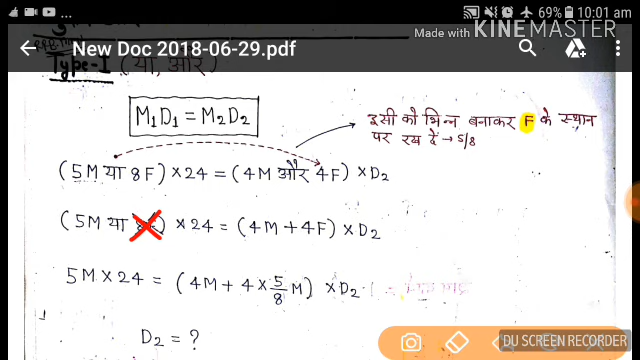 69% 10:01 am
Made with KINEMASTER
New Doc 2018-06-29.pdf
Type-I (या, और)
M₁D₁ = M₂D₂
इसी को भिन्न बनाकर F के स्थान
पर रख दें → 5/8
(5M या 8F) × 24 = (4M और 4F) × D₂
(5M या 8F) × 24 = (4M + 4F) × D₂
5M × 24 = (4M + 4 × 5/8 M) × D₂
D₂ = ?
DU SCREEN RECORDER